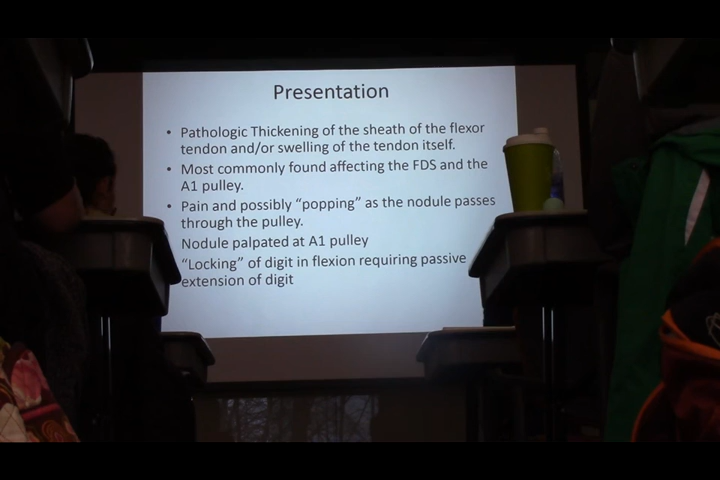 Presentation
• Pathologic Thickening of the sheath of the flexor
tendon and/or swelling of the tendon itself.
• Most commonly found affecting the FDS and the
A1 pulley.
• Pain and possibly “popping” as the nodule passes
through the pulley.
Nodule palpated at A1 pulley
“Locking” of digit in flexion requiring passive
extension of digit